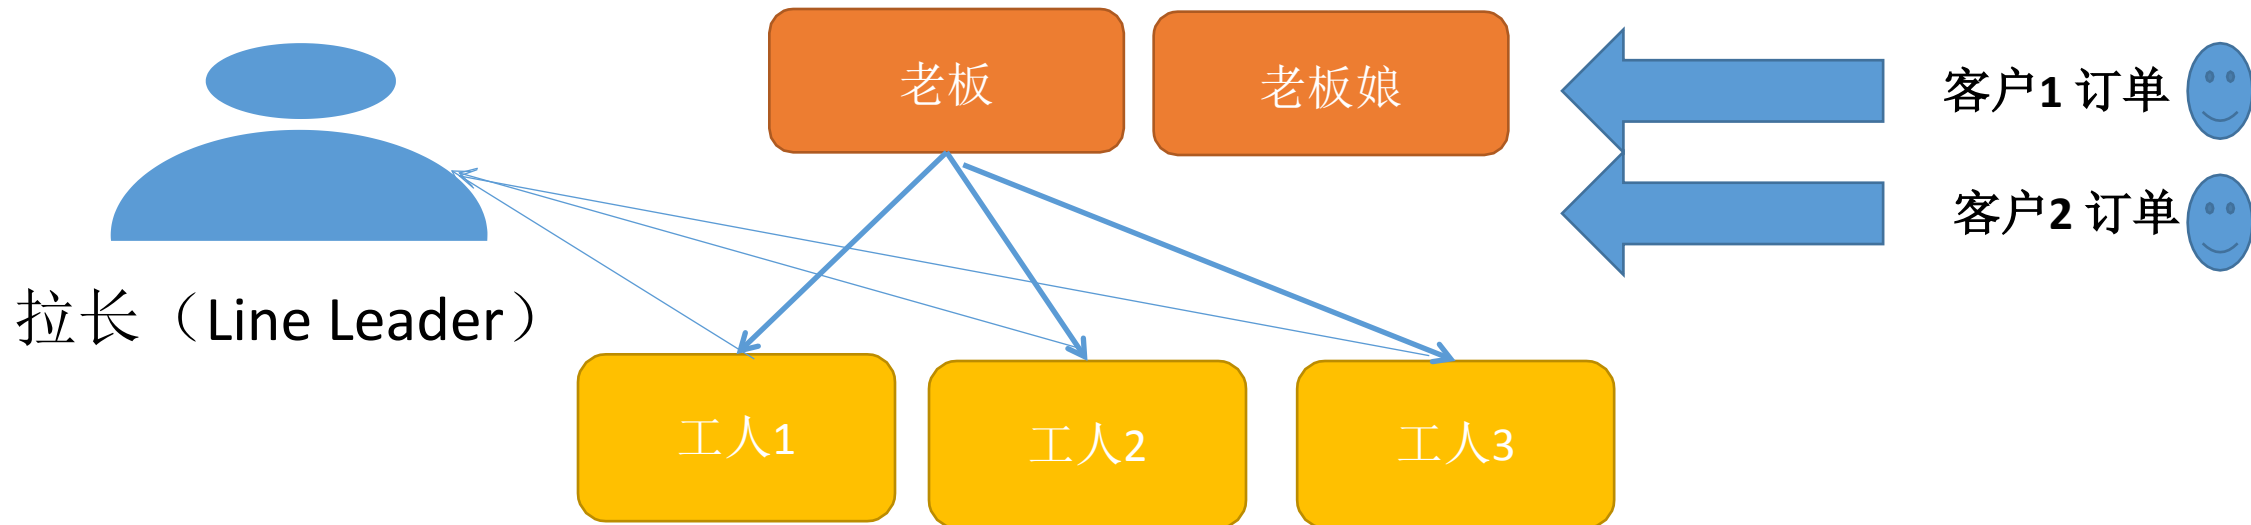 老板
老板娘
客户1 订单
客户2 订单
拉长（Line Leader）
工人1
工人2
工人3